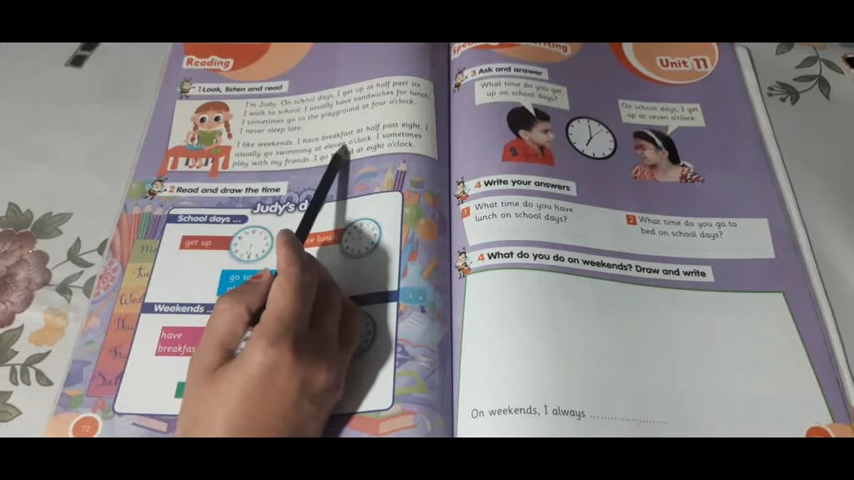 Reading
1 Look, listen and read
I'm Judy. On school days, I get up at half past six
I walk to school. I usually have sandwiches for lunch.
I sometimes go to the playground at four o'clock.
I never sleep late.
I like weekends. I have breakfast at half past eight, I
usually go swimming at eleven o'clock. I sometimes
play with my friends. I go at eight o'clock.
2 Read and draw the time
Judy's
School days ...
get up
lunc
go to
Weekends
have
breakfas
72
Unit 11
3 Ask and answer
What time do you get
up on school days?
On school days, I get
up at seven o'clock.
4 Write your answers
1 What time do you have
lunch on school days?
2 What time do you go to
bed on school days?
4 What do you do on weekends? Draw and write
On weekends, I always ......................